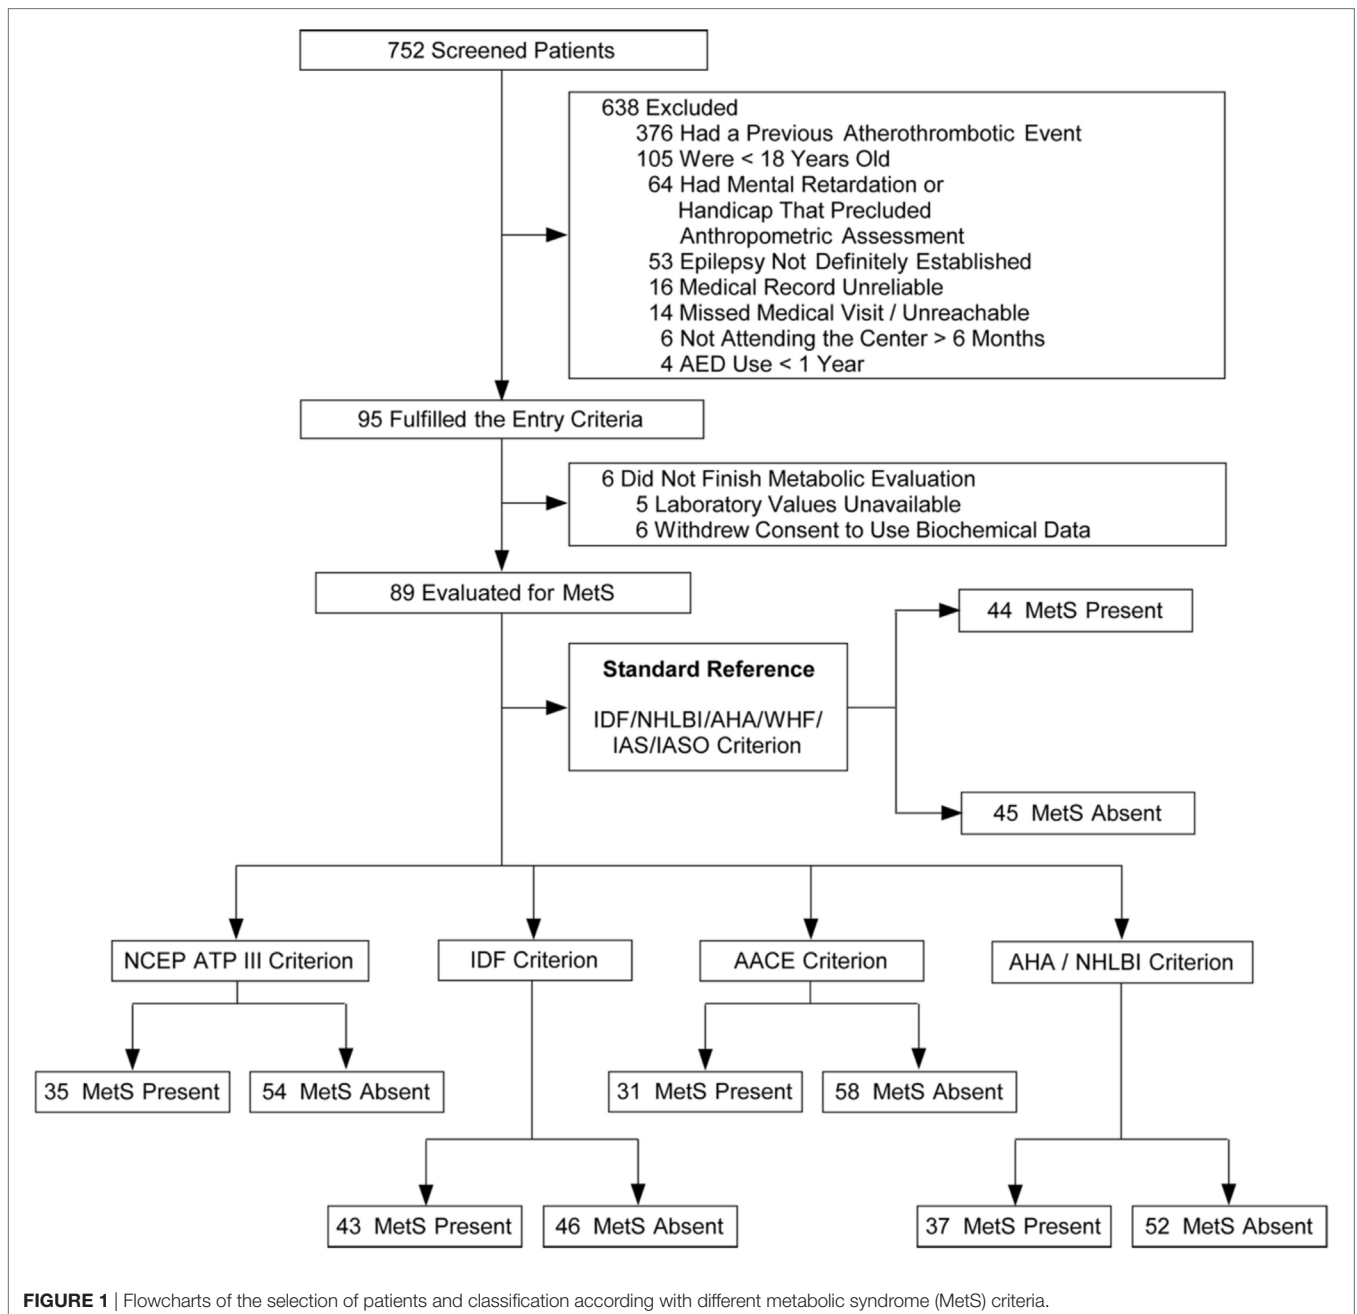 752 Screened Patients
638 Excluded
376 Had a Previous Atherothrombotic Event
105 Were < 18 Years Old
64 Had Mental Retardation or
Handicap That Precluded
Anthropometric Assessment
53 Epilepsy Not Definitely Established
16 Medical Record Unreliable
14 Missed Medical Visit / Unreachable
6 Not Attending the Center > 6 Months
4 AED Use < 1 Year
95 Fulfilled the Entry Criteria
6 Did Not Finish Metabolic Evaluation
5 Laboratory Values Unavailable
6 Withdrew Consent to Use Biochemical Data
89 Evaluated for MetS
44 MetS Present
Standard Reference
IDF/NHLBI/AHA/WHF/
IAS/IASO Criterion
45 MetS Absent
NCEP ATP III Criterion
IDF Criterion
AACE Criterion
AHA / NHLBI Criterion
35 MetS Present
54 MetS Absent
31 MetS Present
58 MetS Absent
43 MetS Present
46 MetS Absent
37 MetS Present
52 MetS Absent
FIGURE 1 | Flowcharts of the selection of patients and classification according with different metabolic syndrome (MetS) criteria.